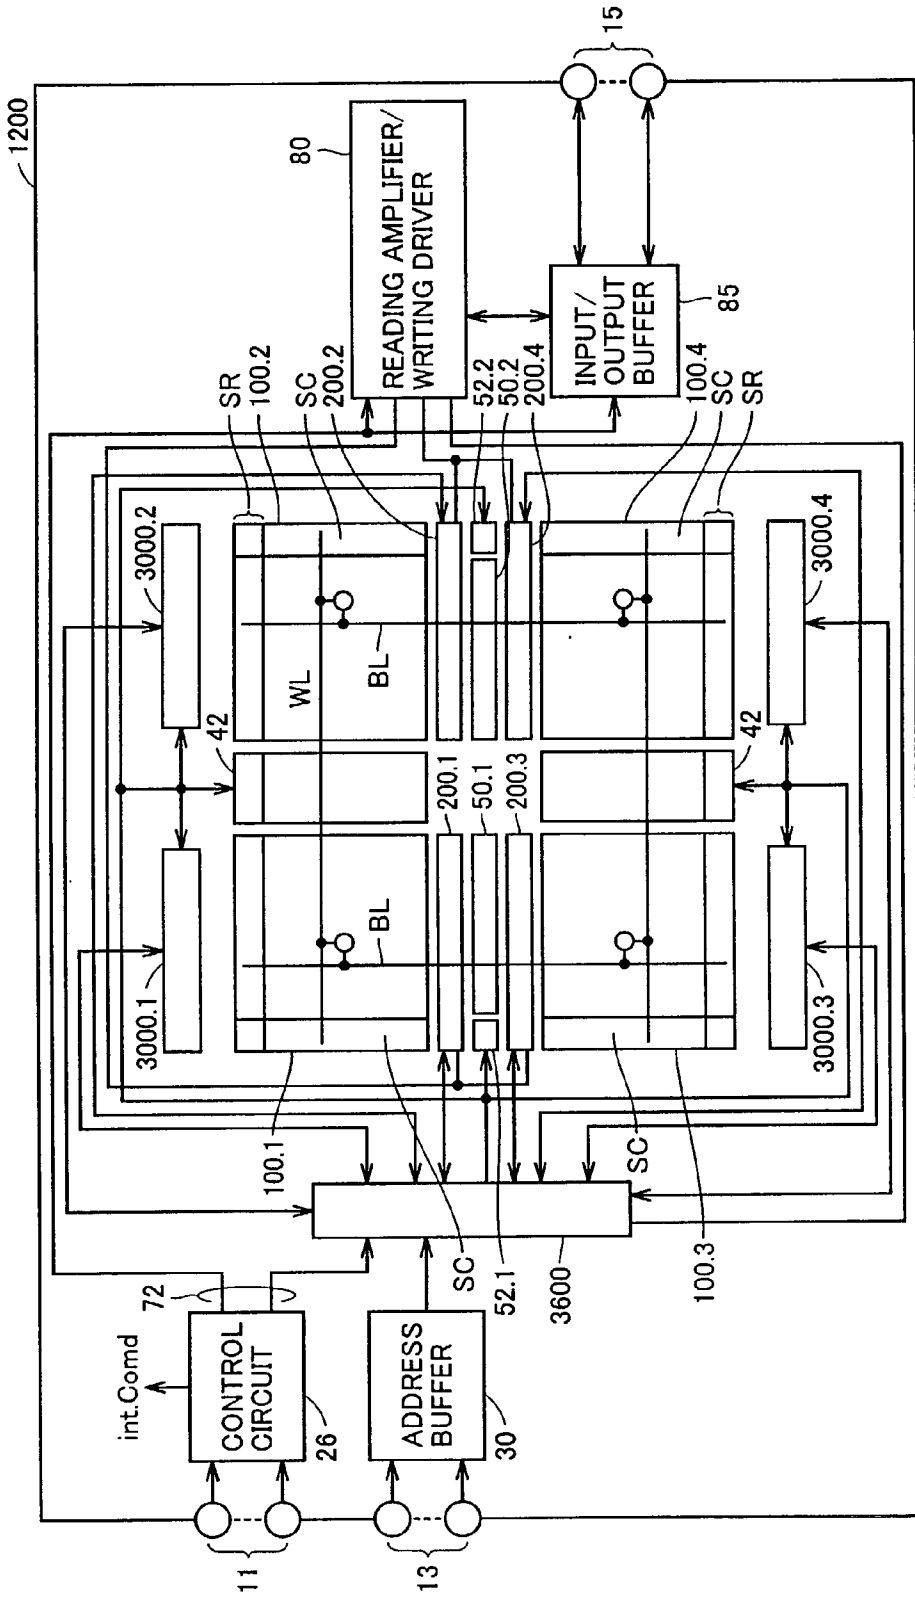 1200
15
80
READING AMPLIFIER/
WRITING DRIVER
INPUT/
OUTPUT
BUFFER
85
SR
100.2
SC
200.2
52.2
50.2
200.4
100.4
SC
SR
3000.2
3000.4
WL
BL
42
42
200.1
50.1
200.3
BL
3000.1
3000.3
100.1
SC
52.1
3600
SC
100.3
72
int.Comd
CONTROL
CIRCUIT
26
ADDRESS
BUFFER
30
11
13